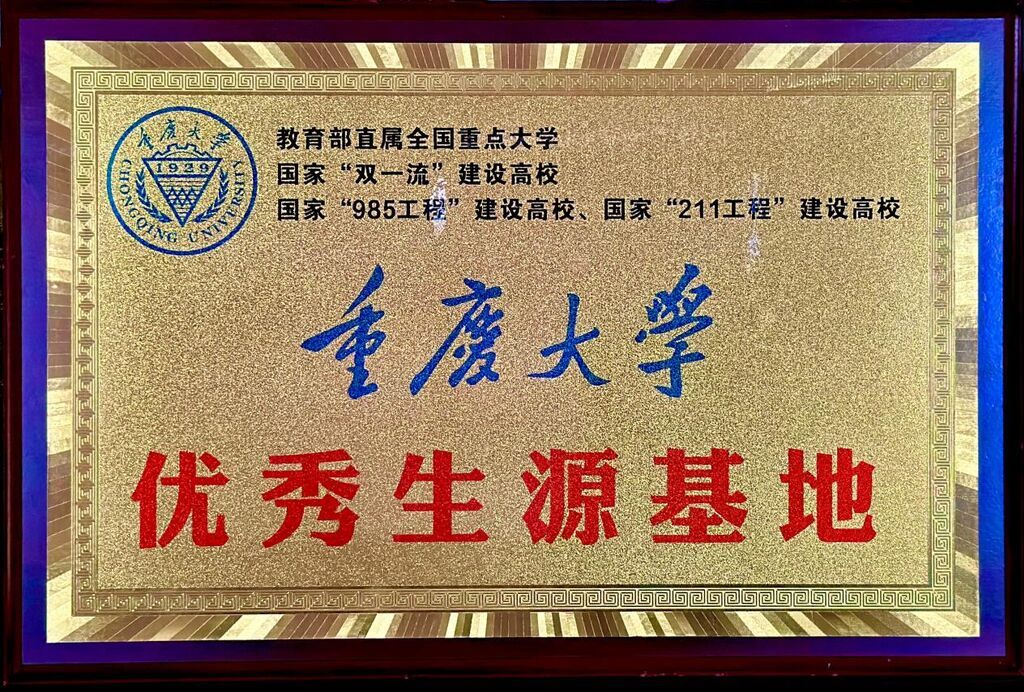 重慶大學
1929
CHONGQING UNIVERSITY
教育部直属全国重点大学
国家“双一流”建设高校
国家“985工程”建设高校、国家“211工程”建设高校
重慶大學
优秀生源基地